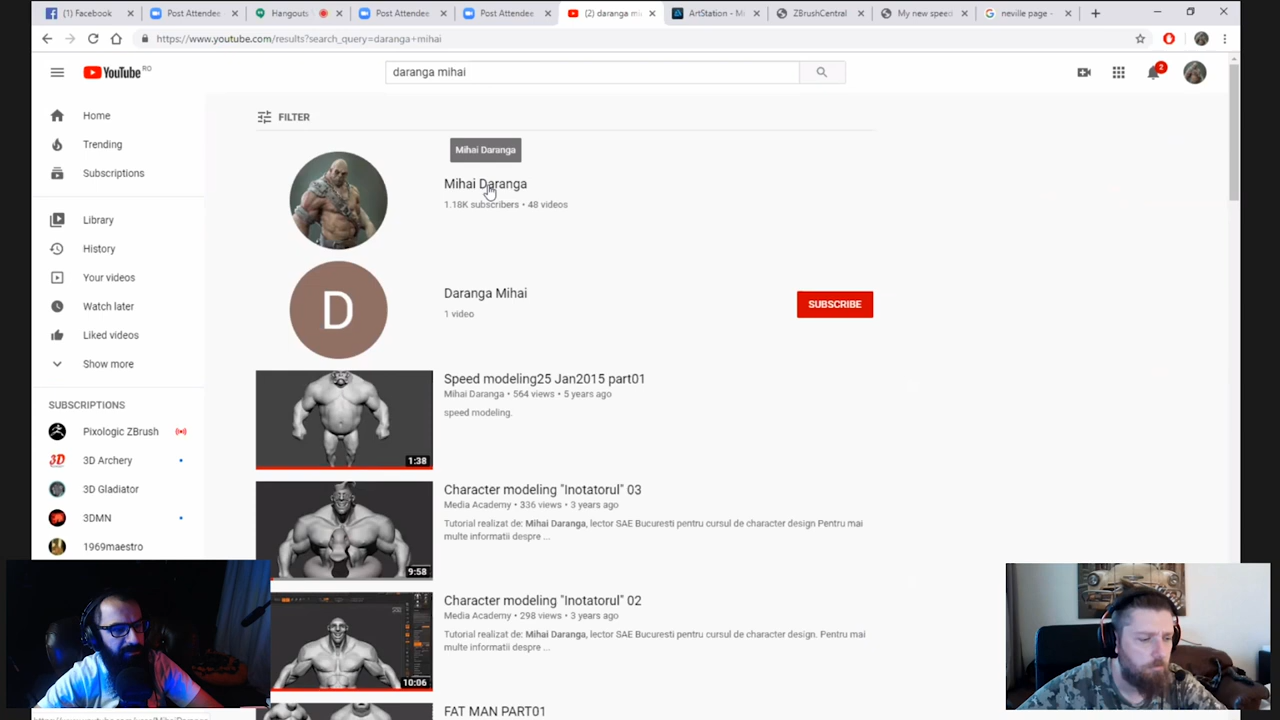 Facebook
Post Attendee
Hangouts
Post Attendee
Post Attendee
(2) daranga mi
ArtStation - Mi
ZBrushCentral
My new speed
neville page -
https://www.youtube.com/results?search_query=daranga+mihai
YouTube RO
daranga mihai
2
Home
Trending
Subscriptions
Library
History
Your videos
Watch later
Liked videos
Show more
SUBSCRIPTIONS
Pixologic ZBrush
3D Archery
3D Gladiator
3DMN
1969maestro
FILTER
Mihai Daranga
Mihai Daranga
1.18K subscribers • 48 videos
D
Daranga Mihai
1 video
SUBSCRIBE
Speed modeling25 Jan2015 part01
Mihai Daranga • 564 views • 5 years ago
speed modeling.
1:38
Character modeling "Inotatorul" 03
Media Academy • 336 views • 3 years ago
Tutorial realizat de: Mihai Daranga, lector SAE Bucuresti pentru cursul de character design Pentru mai
multe informatii despre ...
9:58
Character modeling "Inotatorul" 02
Media Academy • 298 views • 3 years ago
Tutorial realizat de: Mihai Daranga, lector SAE Bucuresti pentru cursul de character design. Pentru mai
multe informatii despre ...
10:06
FAT MAN PART01